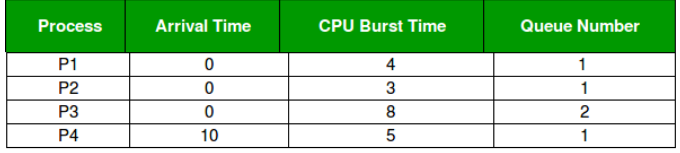 Process Arrival Time CPU Burst Time Queue Number
P1 0 4 1
P2 0 3 1
P3 0 8 2
P4 10 5 1